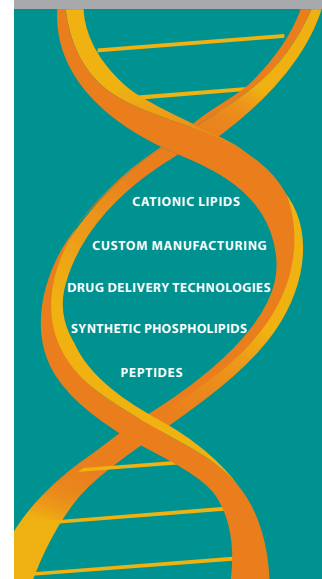 CATIONIC LIPIDS
CUSTOM MANUFACTURING
DRUG DELIVERY TECHNOLOGIES
SYNTHETIC PHOSPHOLIPIDS
PEPTIDES